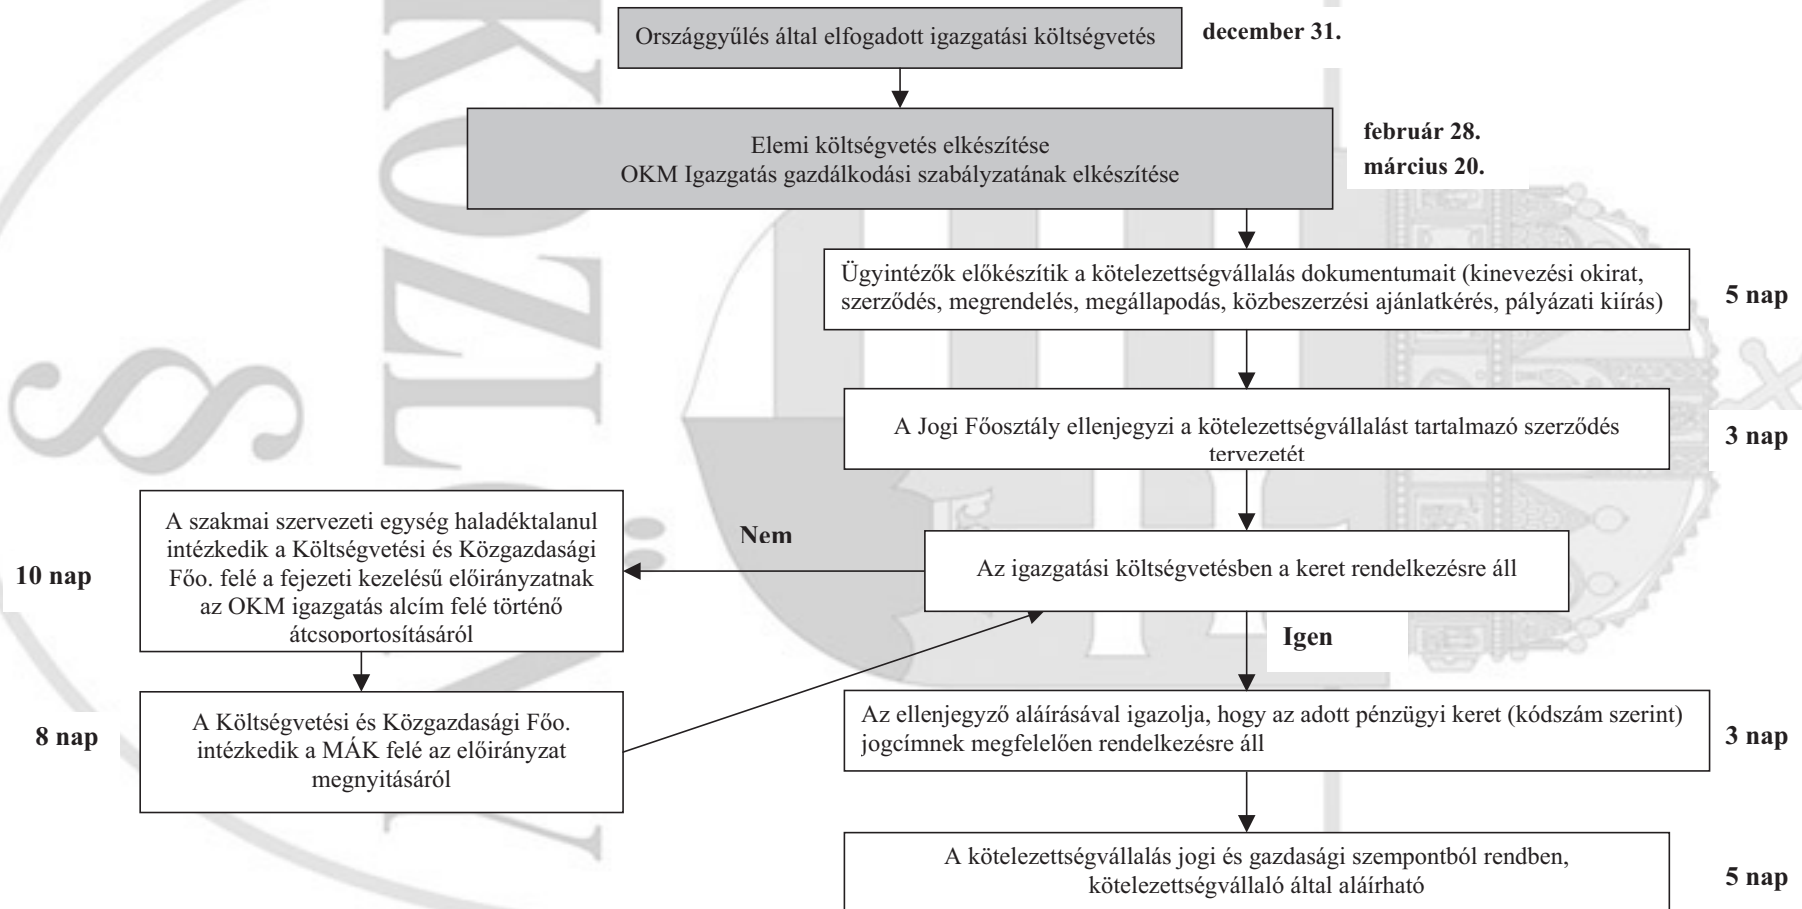 Országgyűlés által elfogadott igazgatási költségvetés
december 31.
Elemi költségvetés elkészítése
OKM Igazgatás gazdálkodási szabályzatának elkészítése
február 28.
március 20.
Ügyintézők előkészítik a kötelezettségvállalás dokumentumait (kinevezési okirat,
szerződés, megrendelés, megállapodás, közbeszerzési ajánlatkérés, pályázati kiírás)
5 nap
A Jogi Főosztály ellenjegyzi a kötelezettségvállalást tartalmazó szerződés
tervezetét
3 nap
Az igazgatási költségvetésben a keret rendelkezésre áll
Nem
Igen
10 nap
A szakmai szervezeti egység haladéktalanul
intézkedik a Költségvetési és Közgazdasági
Főo. felé a fejezeti kezelésű előirányzatnak
az OKM igazgatás alcím felé történő
átcsoportosításáról
8 nap
A Költségvetési és Közgazdasági Főo.
intézkedik a MÁK felé az előirányzat
megnyitásáról
Az ellenjegyző aláírásával igazolja, hogy az adott pénzügyi keret (kódszám szerint)
jogcímnek megfelelően rendelkezésre áll
3 nap
A kötelezettségvállalás jogi és gazdasági szempontból rendben,
kötelezettségvállaló által aláírható
5 nap
§